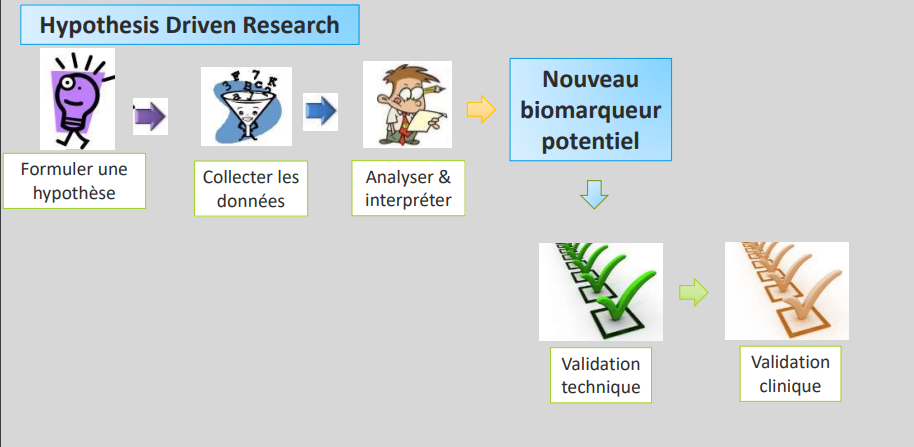 Hypothesis Driven Research
Formuler une
hypothèse
Collecter les
données
Analyser &
interpréter
Nouveau
biomarqueur
potentiel
Validation
technique
Validation
clinique